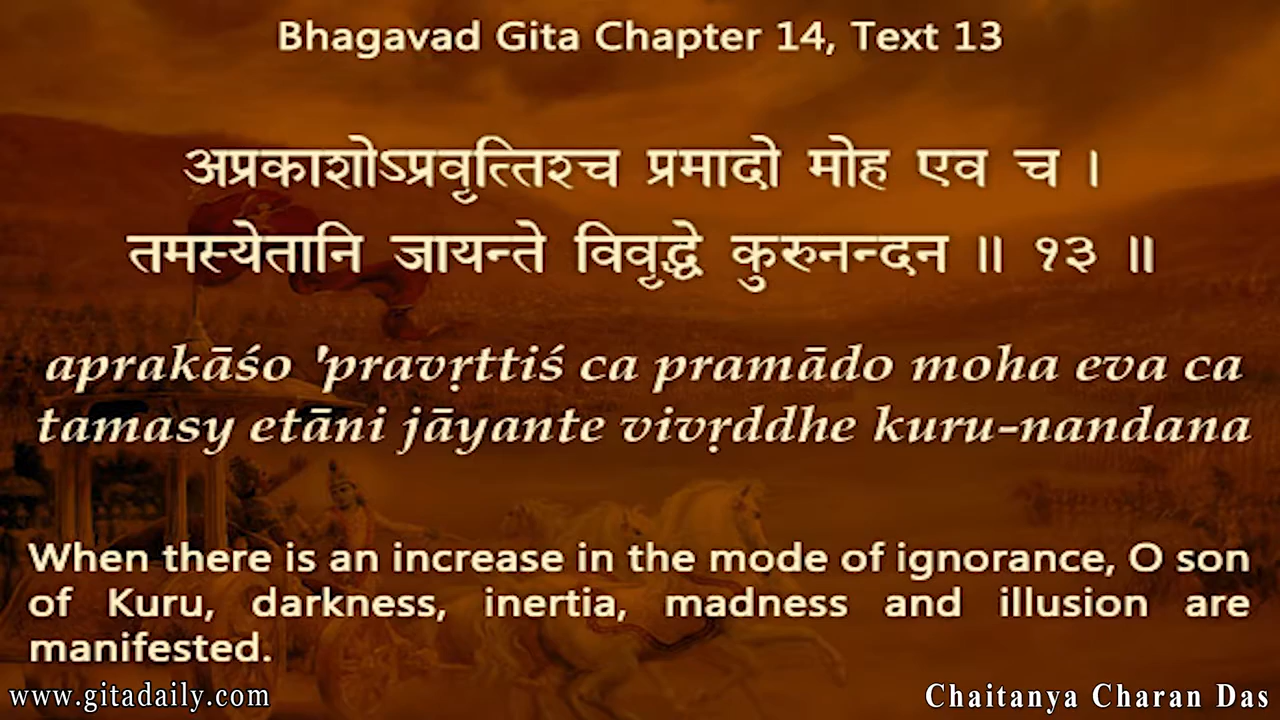 Bhagavad Gita Chapter 14, Text 13
अप्रकाशोऽप्रवृत्तिश्च प्रमादो मोह एव च ।
तमस्येतानि जायन्ते विवृद्धे कुरुनन्दन ॥ १३ ॥
aprakāśo 'pravṛttiś ca pramādo moha eva ca
tamasy etāni jāyante vivṛddhe kuru-nandana
When there is an increase in the mode of ignorance, O son
of Kuru, darkness, inertia, madness and illusion are
manifested.
www.gitadaily.com
Chaitanya Charan Das